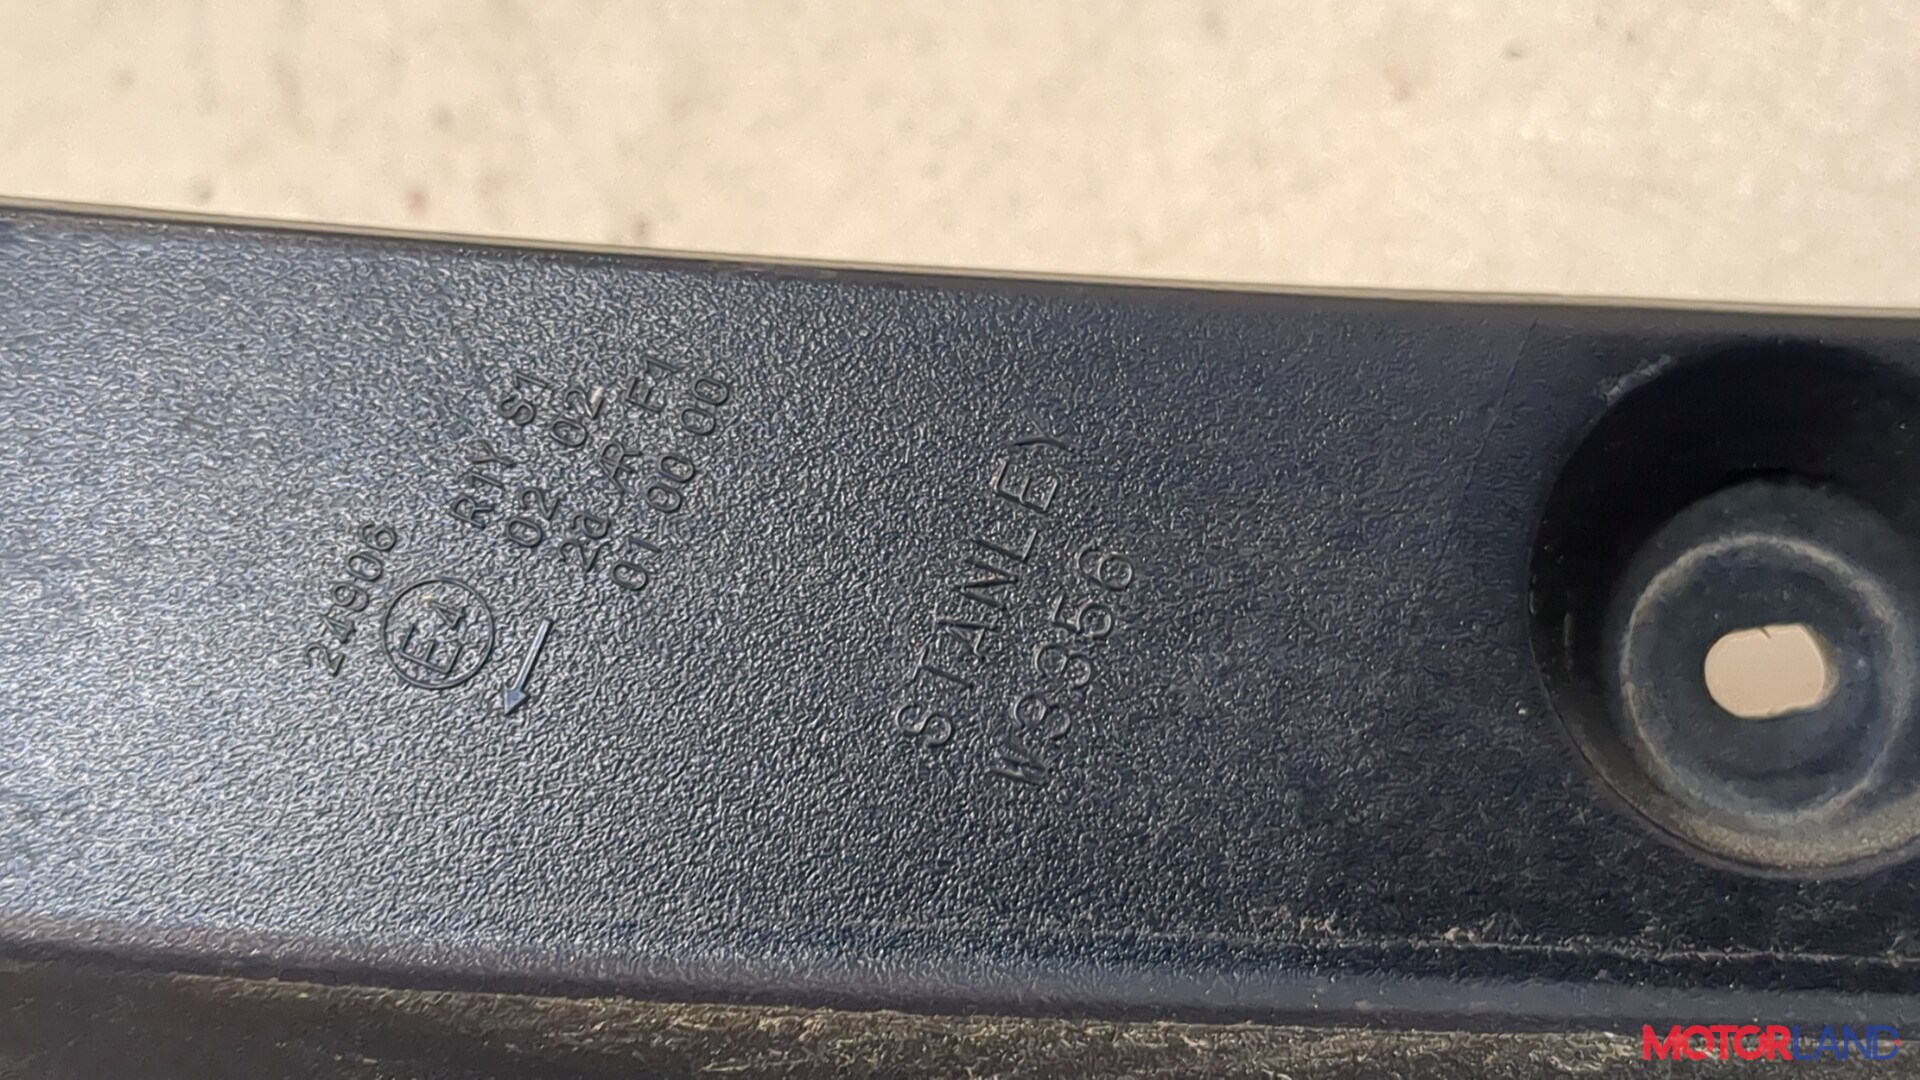 24906
E4
R1Y S1
02 02
2a R F1
01 00 00
STANLEY
W3356
MOTORLAND